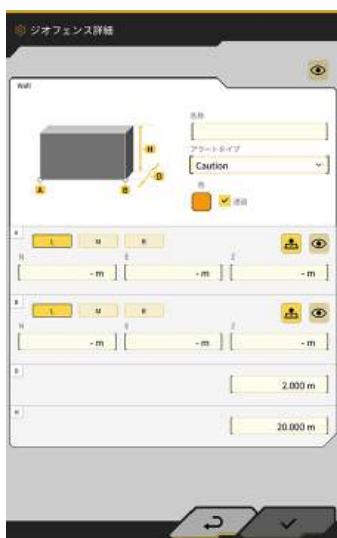 ジオフェンス詳細
Wall
名称
アラートタイプ
Caution
色
透過
H
D
A
B
A
L M R
N E Z
- m - m - m
B
L M R
N E Z
- m - m - m
D
2.000 m
H
20.000 m